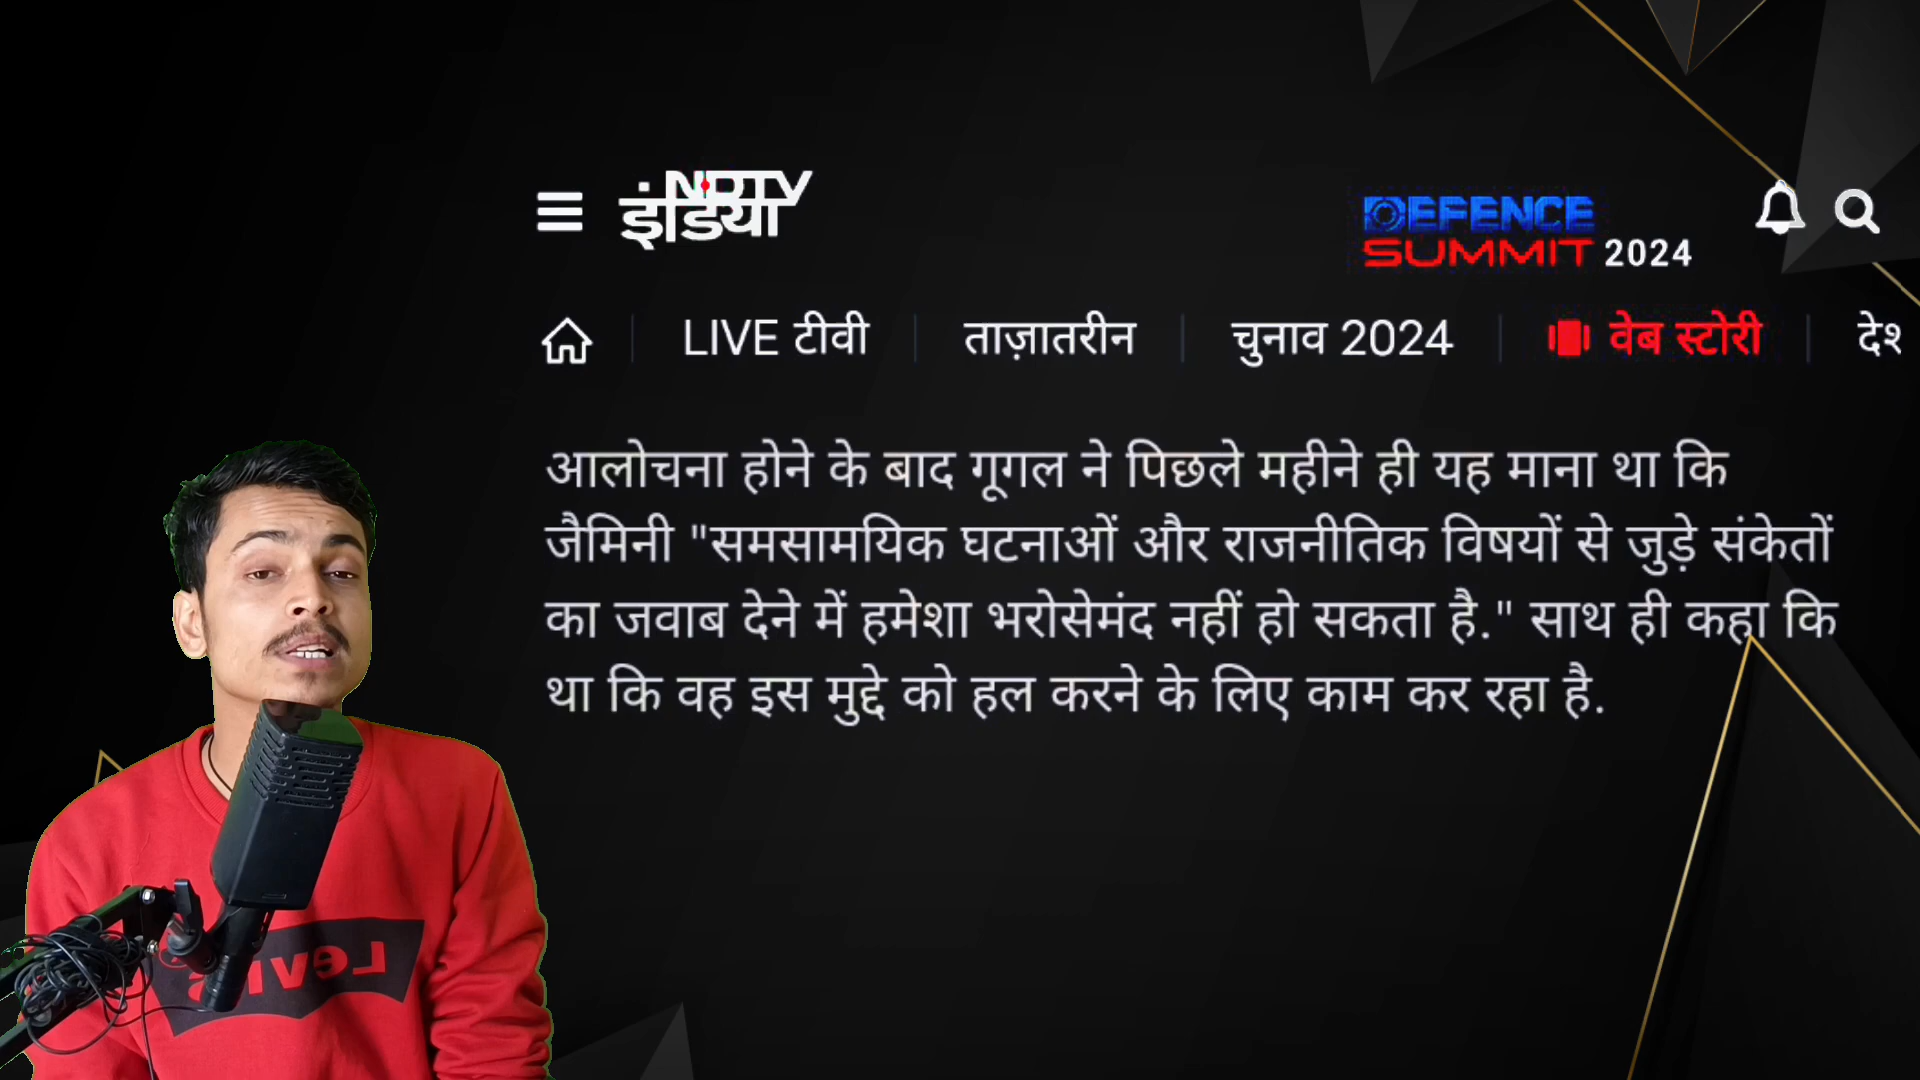 NDTV
इंडिया
DEFENCE
SUMMIT 2024
LIVE टीवी
ताज़ातरीन
चुनाव 2024
वेब स्टोरी
देश
आलोचना होने के बाद गूगल ने पिछले महीने ही यह माना था कि
जैमिनी "समसामयिक घटनाओं और राजनीतिक विषयों से जुड़े संकेतों
का जवाब देने में हमेशा भरोसेमंद नहीं हो सकता है." साथ ही कहा कि
था कि वह इस मुद्दे को हल करने के लिए काम कर रहा है.
Levi's